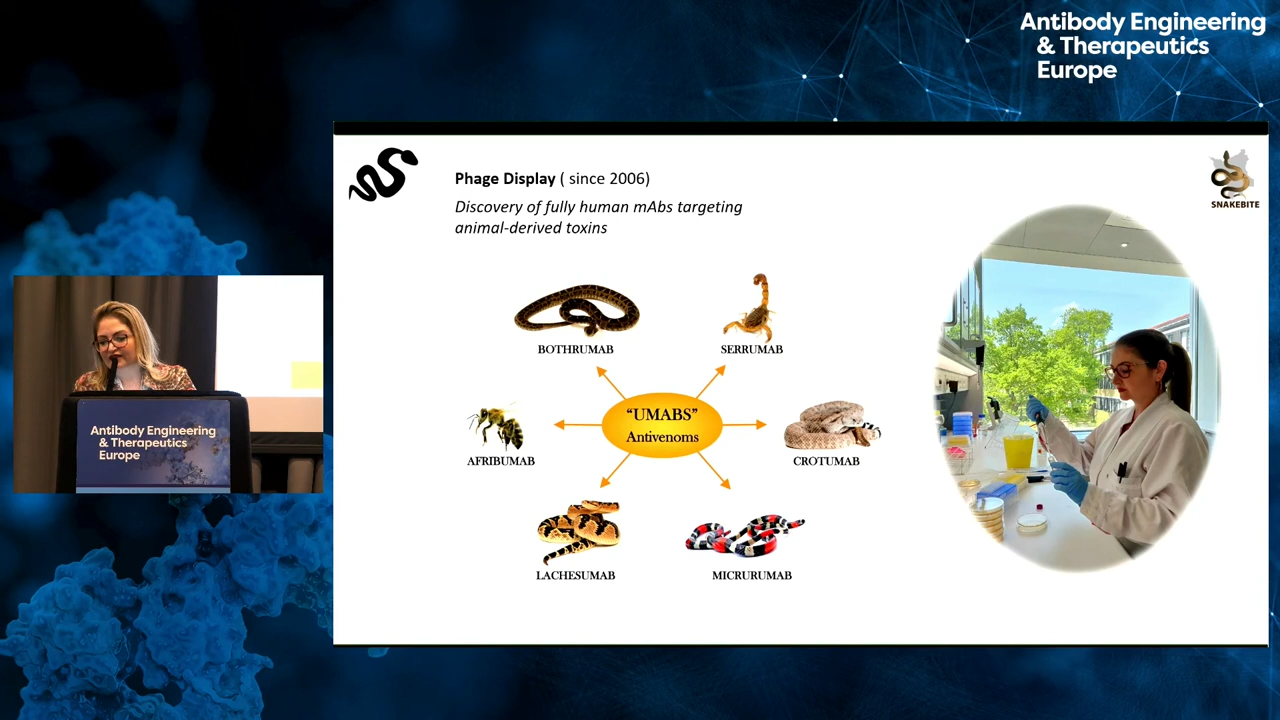 Antibody Engineering
& Therapeutics
Europe
Phage Display ( since 2006)
Discovery of fully human mAbs targeting
animal-derived toxins
SNAKEBITE
BOTHRUMAB
SERRUMAB
“UMABS”
Antivenoms
AFRIBUMAB
CROTUMAB
LACHESUMAB
MICRURUMAB
Antibody Engineering
& Therapeutics
Europe